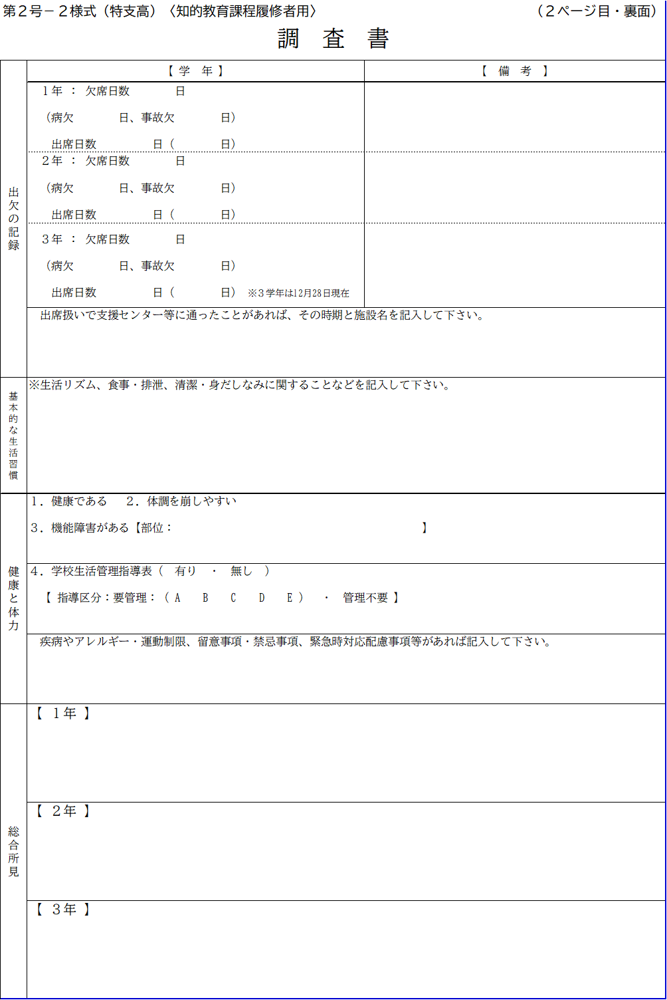 第２号－２様式（特支高）〈知的教育課程履修者用〉　（２ページ目・裏面）
調　査　書
【 学　年 】　【　備　考　】
出欠の記録
１年 ： 欠席日数　　　　日
（病欠　　　　日、事故欠　　　　日）
出席日数　　　　　日（　　　　日）
２年 ： 欠席日数　　　　日
（病欠　　　　日、事故欠　　　　日）
出席日数　　　　　日（　　　　日）
３年 ： 欠席日数　　　　日
（病欠　　　　日、事故欠　　　　日）
出席日数　　　　　日（　　　　日） ※３学年は12月28日現在
出席扱いで支援センター等に通ったことがあれば、その時期と施設名を記入して下さい。
基本的な生活習慣
※生活リズム、食事・排泄、清潔・身だしなみに関することなどを記入して下さい。
健康と体力
１．健康である　２．体調を崩しやすい
３．機能障害がある【部位：　　　　　　　　　　】
４．学校生活管理指導表（　有り　・　無し　）
【 指導区分：要管理：（ A　B　C　D　E ）　・　管理不要 】
疾病やアレルギー・運動制限、留意事項・禁忌事項、緊急時対応配慮事項等があれば記入して下さい。
総合所見
【 １年 】
【 ２年 】
【 ３年 】